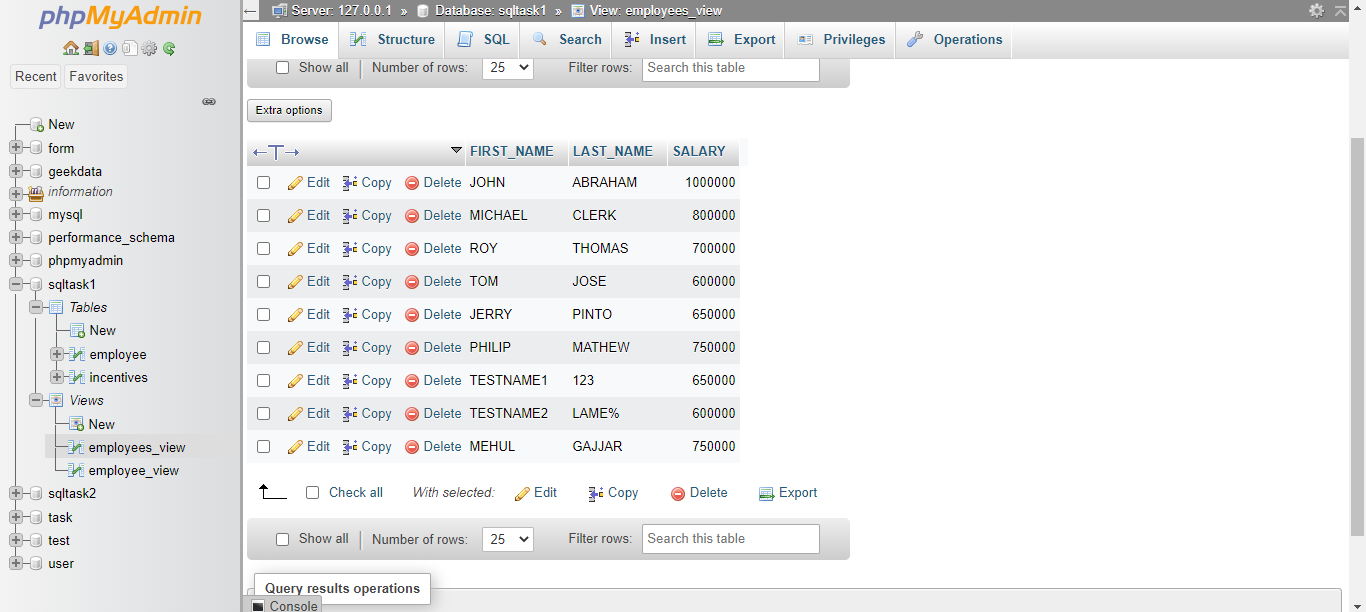 phpMyAdmin
Recent Favorites
New
form
geekdata
information
mysql
performance_schema
phpmyadmin
sqltask1
Tables
New
employee
incentives
Views
New
employees_view
employee_view
sqltask2
task
test
user
Server: 127.0.0.1 » Database: sqltask1 » View: employees_view
Browse Structure SQL Search Insert Export Privileges Operations
Show all Number of rows: 25 Filter rows: Search this table
Extra options
FIRST_NAME LAST_NAME SALARY
Edit Copy Delete JOHN ABRAHAM 1000000
Edit Copy Delete MICHAEL CLERK 800000
Edit Copy Delete ROY THOMAS 700000
Edit Copy Delete TOM JOSE 600000
Edit Copy Delete JERRY PINTO 650000
Edit Copy Delete PHILIP MATHEW 750000
Edit Copy Delete TESTNAME1 123 650000
Edit Copy Delete TESTNAME2 LAME% 600000
Edit Copy Delete MEHUL GAJJAR 750000
Check all With selected: Edit Copy Delete Export
Show all Number of rows: 25 Filter rows: Search this table
Query results operations
Console